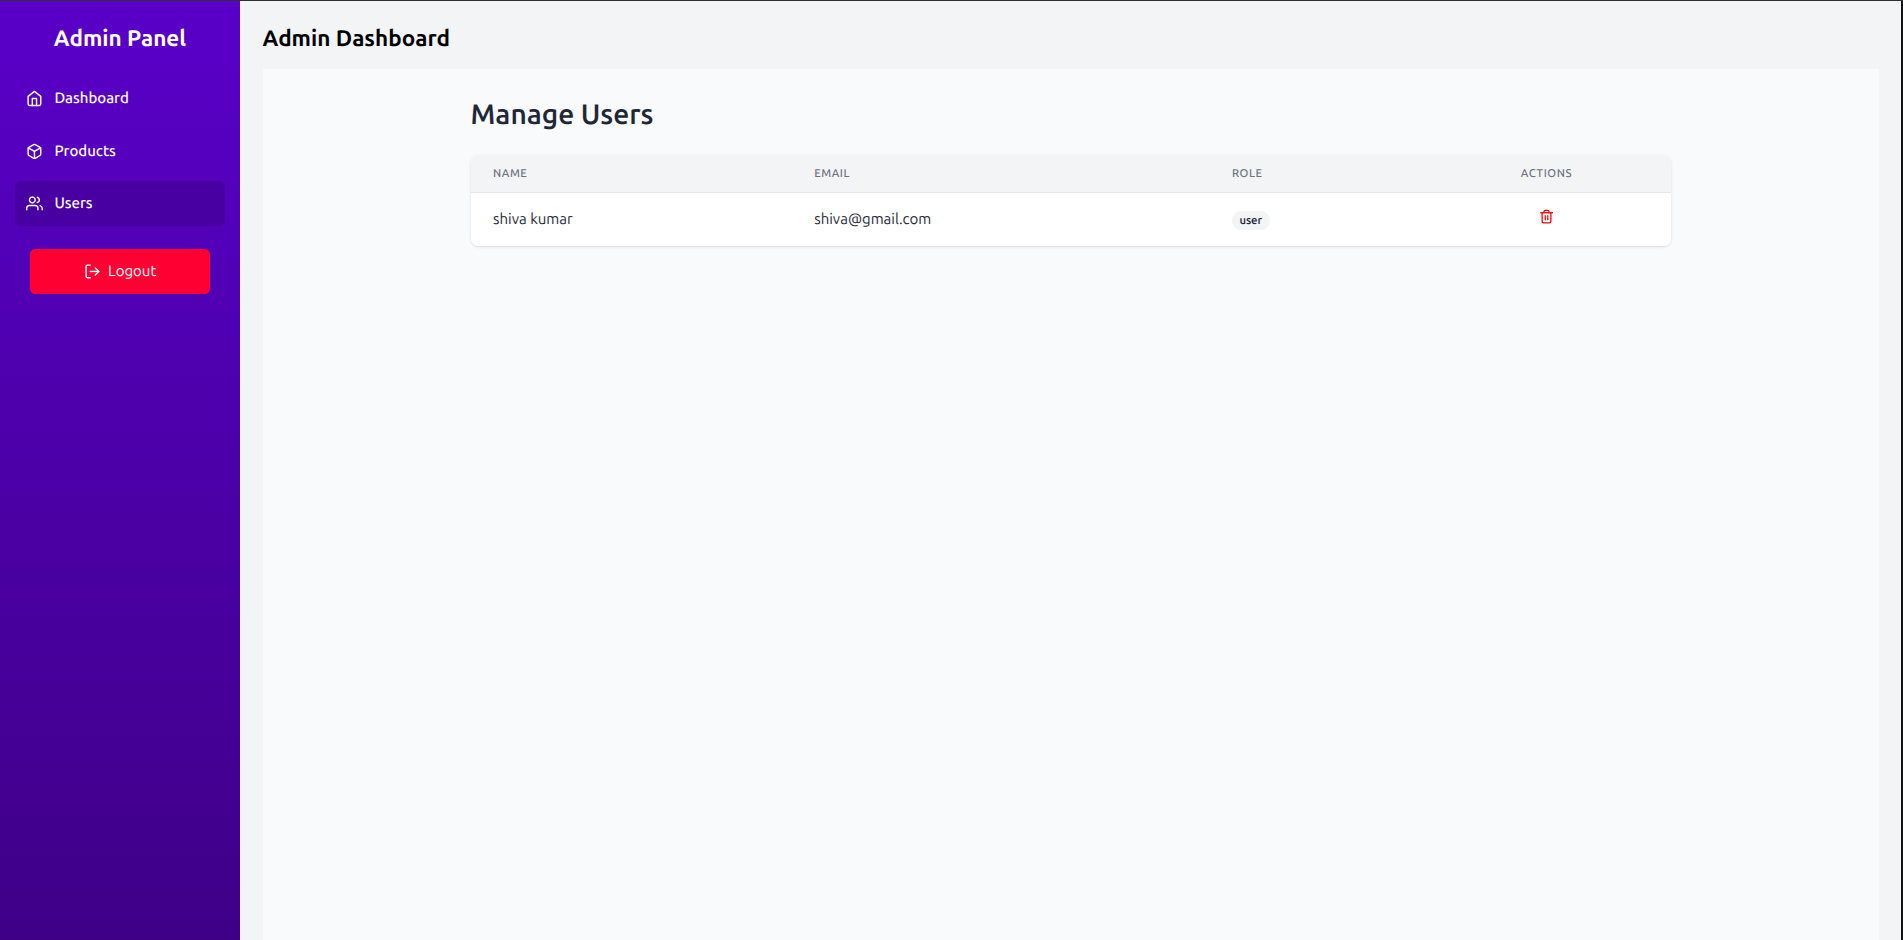 Admin Panel
Dashboard
Products
Users
Logout
Admin Dashboard
Manage Users
NAME EMAIL ROLE ACTIONS
shiva kumar shiva@gmail.com user